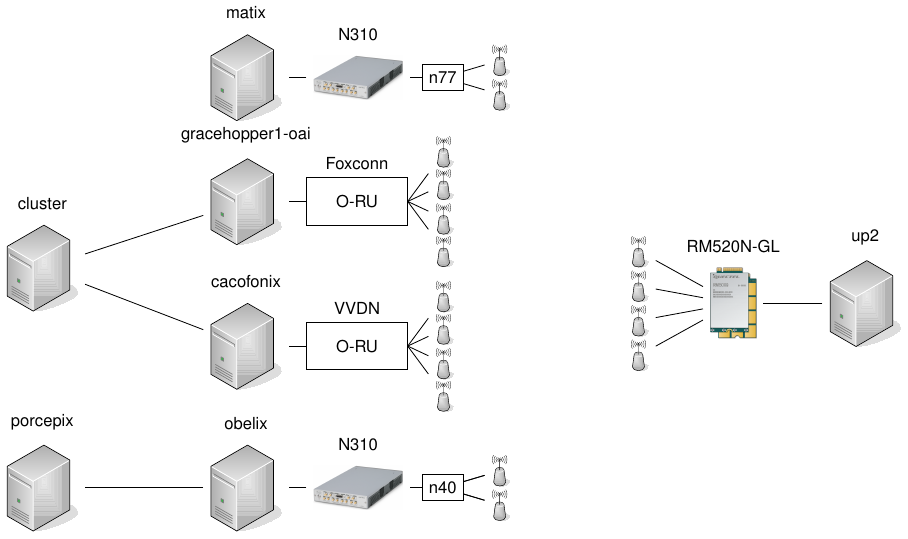 matix
N310
n77
gracehopper1-oai
Foxconn
O-RU
cluster
RM520N-GL
up2
cacofonix
VVDN
O-RU
porcepix
obelix
N310
n40